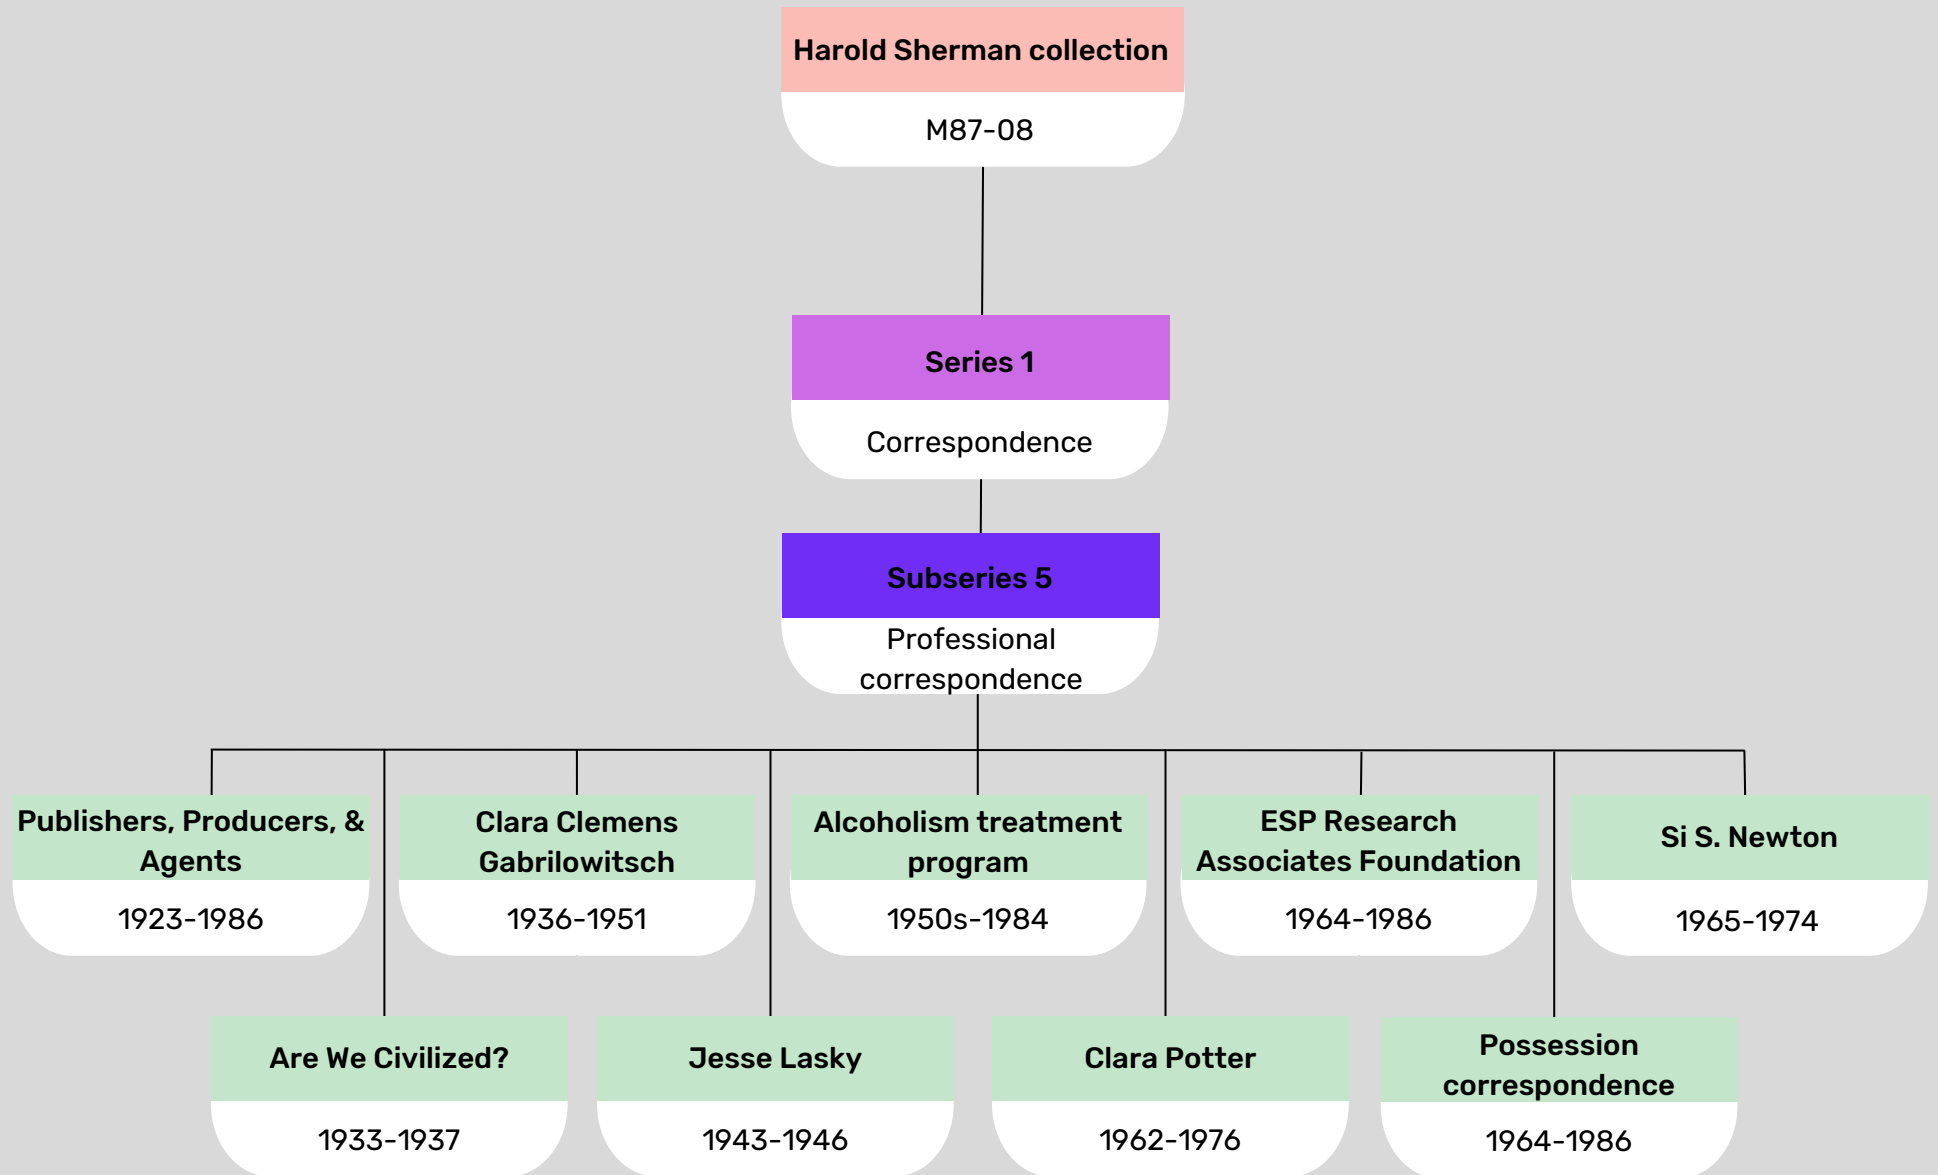 Harold Sherman collection
M87-08
Series 1
Correspondence
Subseries 5
Professional
correspondence
Publishers, Producers, &
Agents
1923-1986
Clara Clemens
Gabrilowitsch
1936-1951
Alcoholism treatment
program
1950s-1984
ESP Research
Associates Foundation
1964-1986
Si S. Newton
1965-1974
Are We Civilized?
1933-1937
Jesse Lasky
1943-1946
Clara Potter
1962-1976
Possession
correspondence
1964-1986